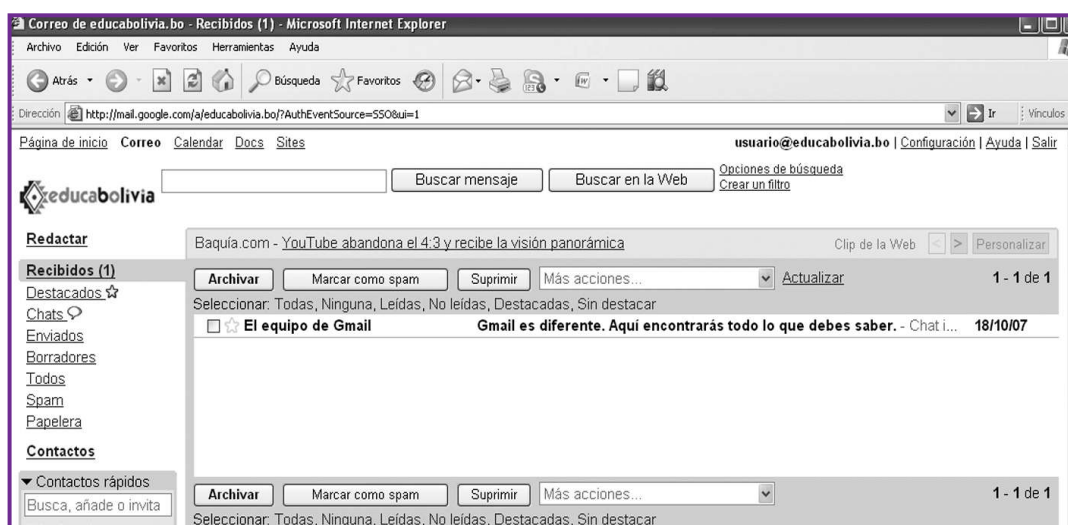 Correo de educabolivia.bo - Recibidos (1) - Microsoft Internet Explorer
Archivo Edición Ver Favoritos Herramientas Ayuda
Atrás Búsqueda Favoritos
Dirección http://mail.google.com/a/educabolivia.bo/?AuthEventSource=SSO&ui=1 Ir Vínculos
Página de inicio Correo Calendar Docs Sites usuario@educabolivia.bo | Configuración | Ayuda | Salir
educabolivia Buscar mensaje Buscar en la Web Opciones de búsqueda
Crear un filtro
Redactar
Baquía.com - YouTube abandona el 4:3 y recibe la visión panorámica Clip de la Web < > Personalizar
Recibidos (1)
Archivar Marcar como spam Suprimir Más acciones... Actualizar 1 - 1 de 1
Destacados
Seleccionar: Todas, Ninguna, Leídas, No leídas, Destacadas, Sin destacar
Chats
El equipo de Gmail Gmail es diferente. Aquí encontrarás todo lo que debes saber. - Chat i... 18/10/07
Enviados
Borradores
Todos
Spam
Papelera
Contactos
Contactos rápidos
Busca, añade o invita
Archivar Marcar como spam Suprimir Más acciones... 1 - 1 de 1
Seleccionar: Todas, Ninguna, Leídas, No leídas, Destacadas, Sin destacar